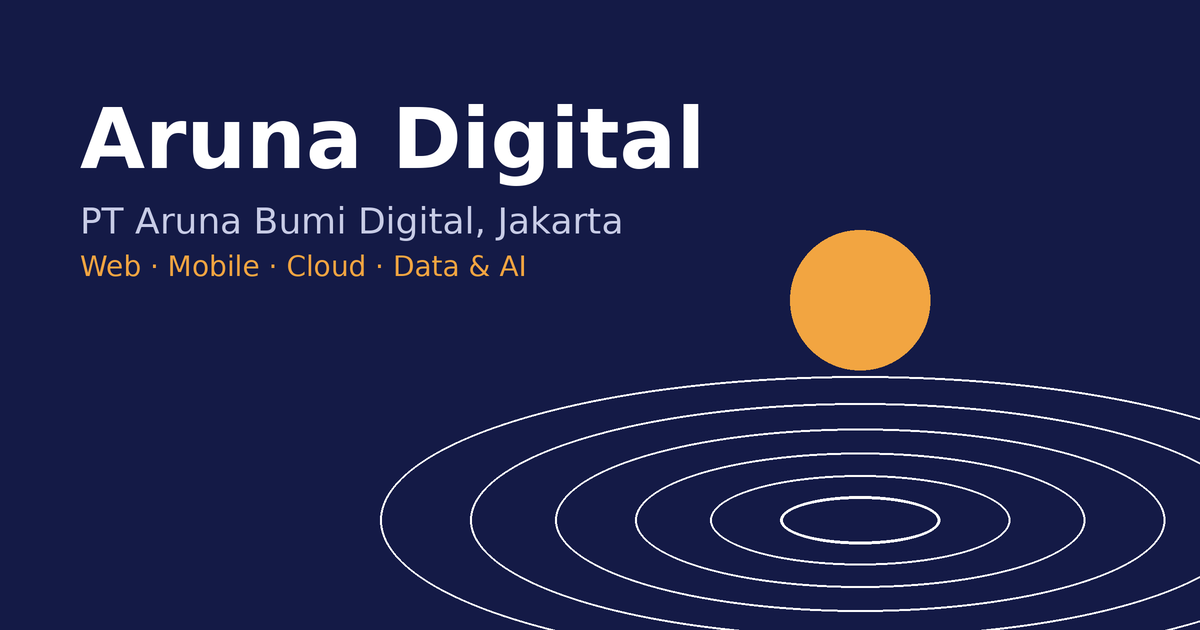 Aruna Digital
PT Aruna Bumi Digital, Jakarta
Web · Mobile · Cloud · Data & AI